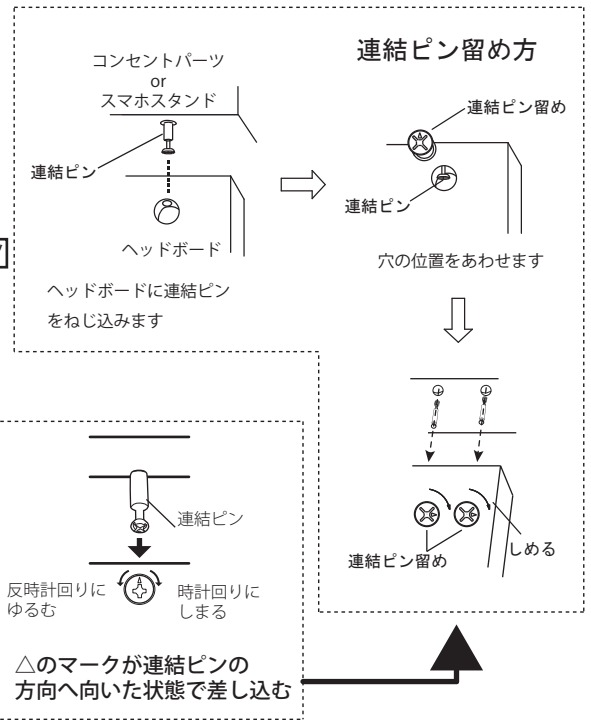 連結ピン留め方
コンセントパーツ
or
スマホスタンド
連結ピン
ヘッドボード
ヘッドボードに連結ピン
をねじ込みます
連結ピン留め
連結ピン
穴の位置をあわせます
連結ピン留め
しめる
連結ピン
反時計回りに
ゆるむ
時計回りに
しまる
△のマークが連結ピンの
方向へ向いた状態で差し込む